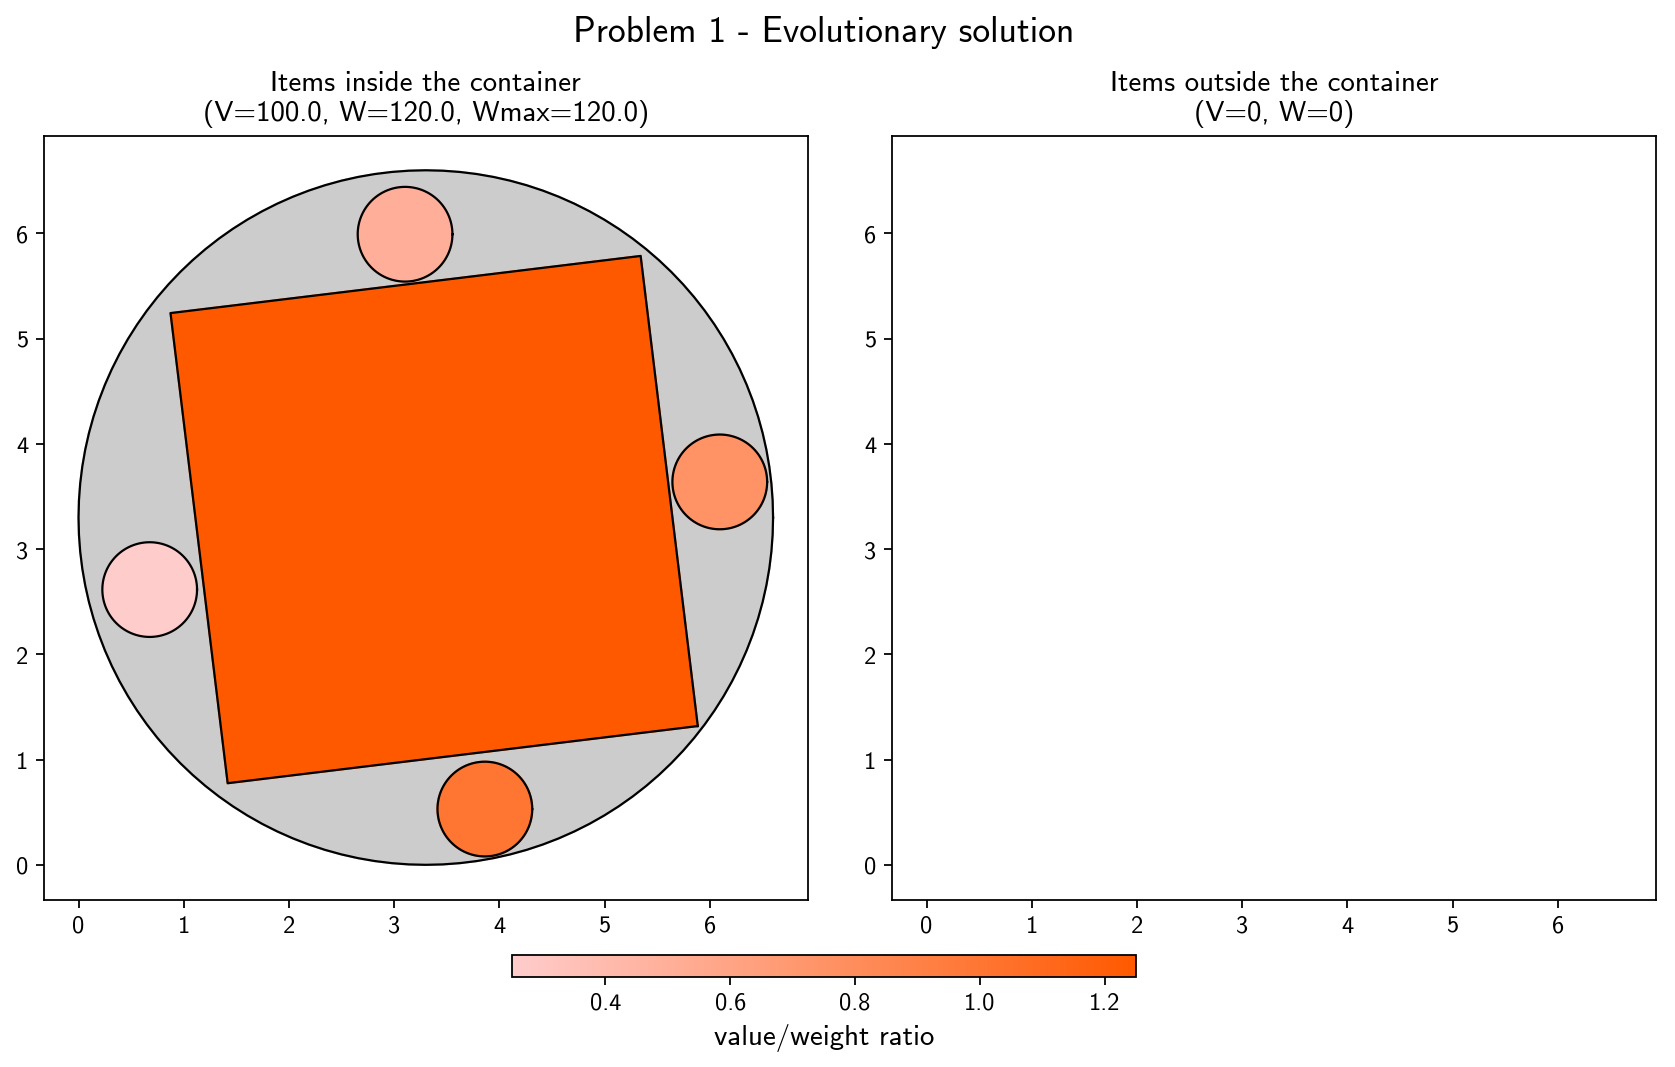 Problem 1 - Evolutionary solution
Items inside the container
(V=100.0, W=120.0, Wmax=120.0)
6
5
4
3
2
1
0
0 1 2 3 4 5 6
Items outside the container
(V=0, W=0)
6
5
4
3
2
1
0
0 1 2 3 4 5 6
0.4 0.6 0.8 1.0 1.2
value/weight ratio